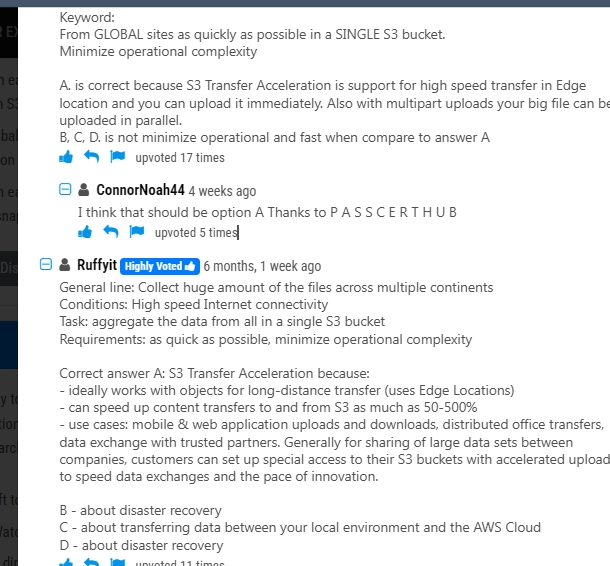 Keyword:
From GLOBAL sites as quickly as possible in a SINGLE S3 bucket.
Minimize operational complexity
A. is correct because S3 Transfer Acceleration is support for high speed transfer in Edge
location and you can upload it immediately. Also with multipart uploads your big file can be
uploaded in parallel.
B, C, D. is not minimize operational and fast when compare to answer A
upvoted 17 times
ConnorNoah44 4 weeks ago
I think that should be option A Thanks to P A S S C E R T H U B
upvoted 5 times
Ruffyit Highly Voted 6 months, 1 week ago
General line: Collect huge amount of the files across multiple continents
Conditions: High speed Internet connectivity
Task: aggregate the data from all in a single S3 bucket
Requirements: as quick as possible, minimize operational complexity
Correct answer A: S3 Transfer Acceleration because:
- ideally works with objects for long-distance transfer (uses Edge Locations)
- can speed up content transfers to and from S3 as much as 50-500%
- use cases: mobile & web application uploads and downloads, distributed office transfers,
data exchange with trusted partners. Generally for sharing of large data sets between
companies, customers can set up special access to their S3 buckets with accelerated upload
to speed data exchanges and the pace of innovation.
B - about disaster recovery
C - about transferring data between your local environment and the AWS Cloud
D - about disaster recovery
upvoted 11 times